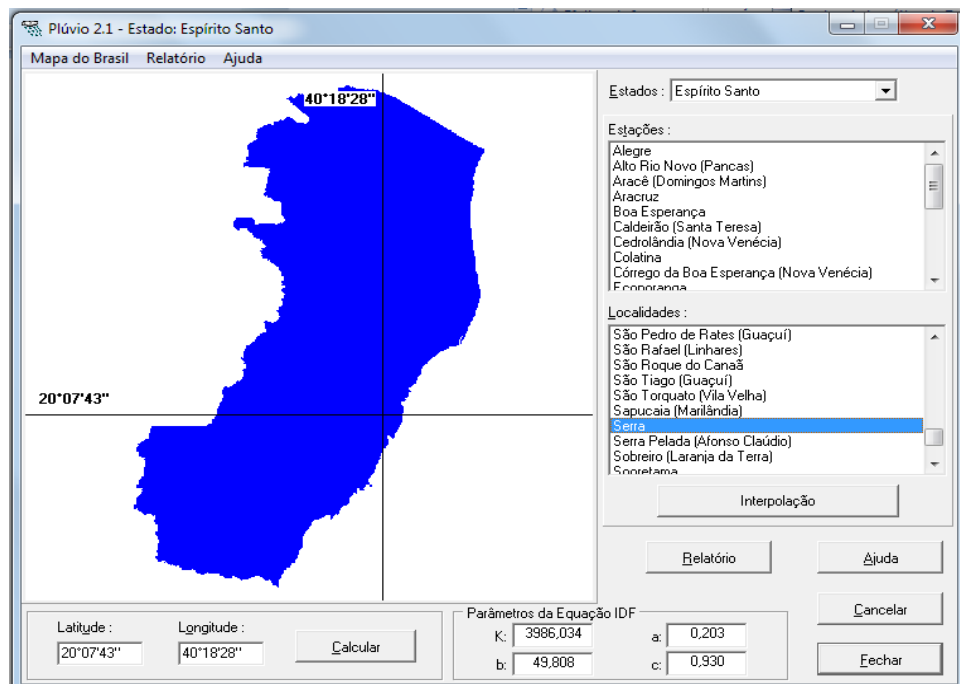 Plúvio 2.1 - Estado: Espírito Santo
Mapa do Brasil Relatório Ajuda
40°18'28"
20°07'43"
Estados : Espírito Santo
Estações :
Alegre
Alto Rio Novo (Pancas)
Aracê (Domingos Martins)
Aracruz
Boa Esperança
Caldeirão (Santa Teresa)
Cedrolândia (Nova Venécia)
Colatina
Córrego da Boa Esperança (Nova Venécia)
Ecoporanga
Localidades :
São Pedro de Rates (Guaçuí)
São Rafael (Linhares)
São Roque do Canaã
São Tiago (Guaçuí)
São Torquato (Vila Velha)
Sapucaia (Marilândia)
Serra
Serra Pelada (Afonso Cláudio)
Sobreiro (Laranja da Terra)
Sooretama
Interpolação
Relatório Ajuda
Cancelar
Fechar
Latitude : Longitude :
20°07'43'' 40°18'28'' Calcular
Parâmetros da Equação IDF
K: 3986,034 a: 0,203
b: 49,808 c: 0,930